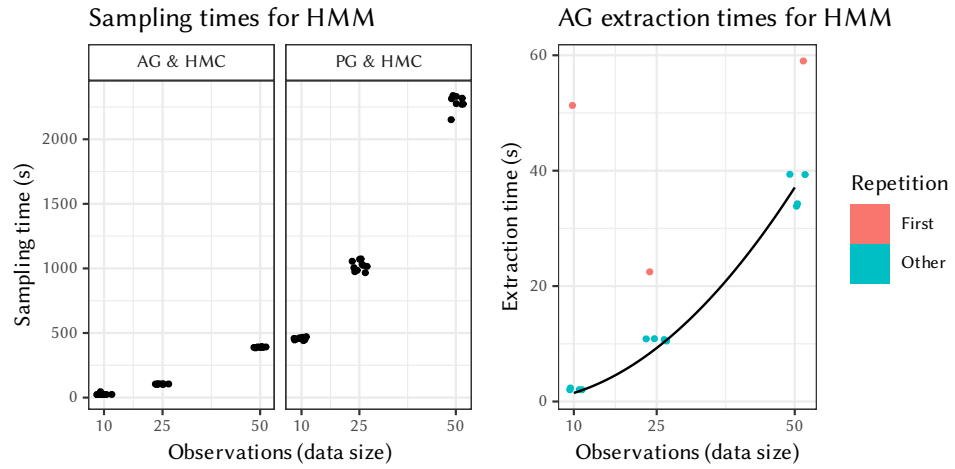 Sampling times for HMM
AG & HMC
PG & HMC
Sampling time (s)
2000
1500
1000
500
0
10
25
50
10
25
50
Observations (data size)
AG extraction times for HMM
Extraction time (s)
60
40
20
0
10
25
50
Observations (data size)
Repetition
First
Other